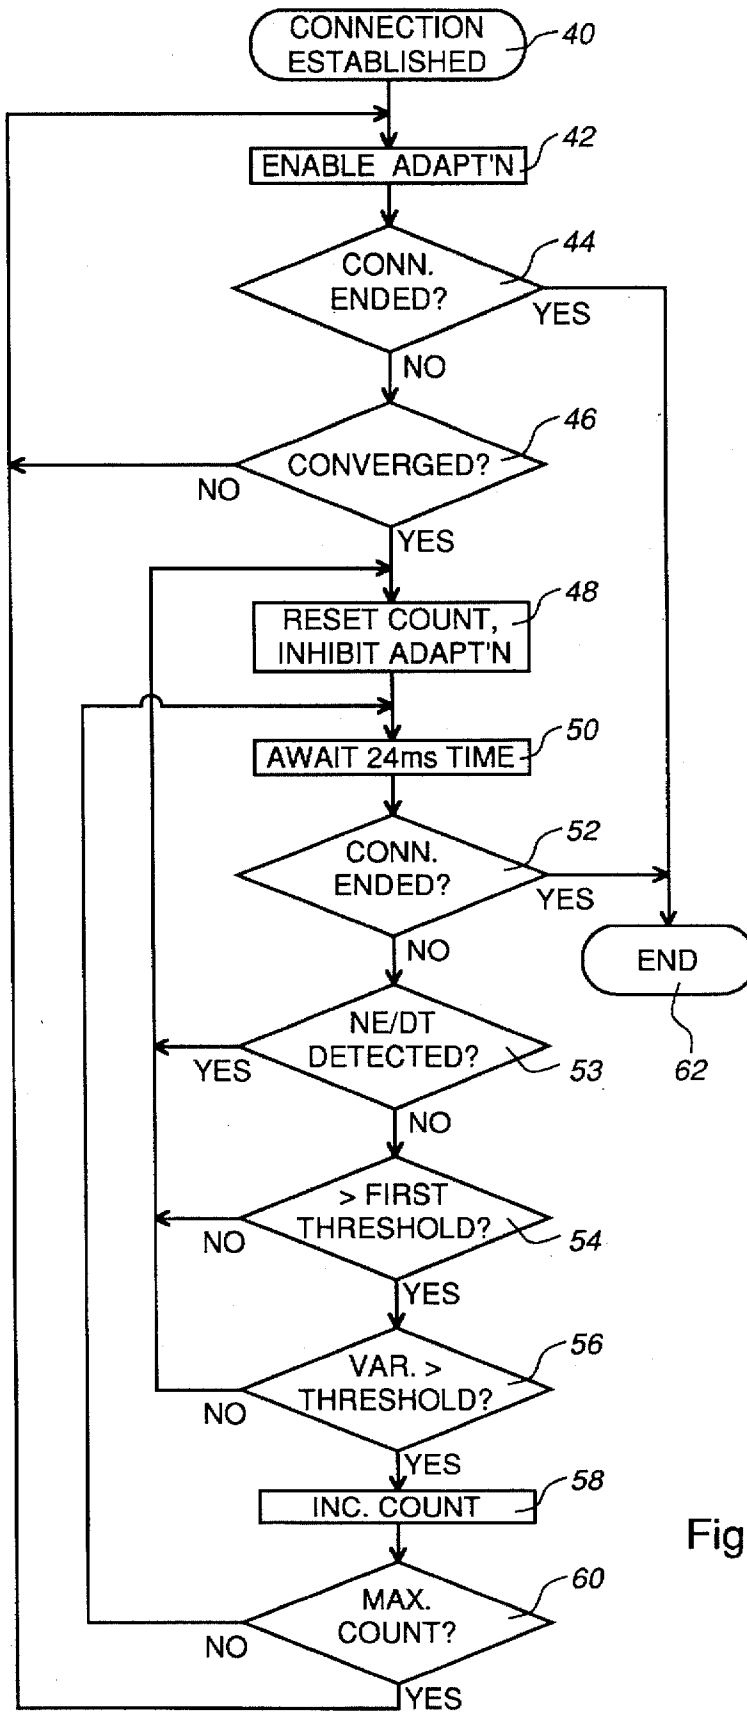 CONNECTION
ESTABLISHED
40
ENABLE ADAPT'N
42
CONN.
ENDED?
44
YES
NO
CONVERGED?
46
NO
YES
RESET COUNT,
INHIBIT ADAPT'N
48
AWAIT 24ms TIME
50
CONN.
ENDED?
52
YES
NO
END
62
NE/DT
DETECTED?
53
YES
NO
> FIRST
THRESHOLD?
54
NO
YES
VAR. >
THRESHOLD?
56
NO
YES
INC. COUNT
58
Fig
MAX.
COUNT?
60
NO
YES